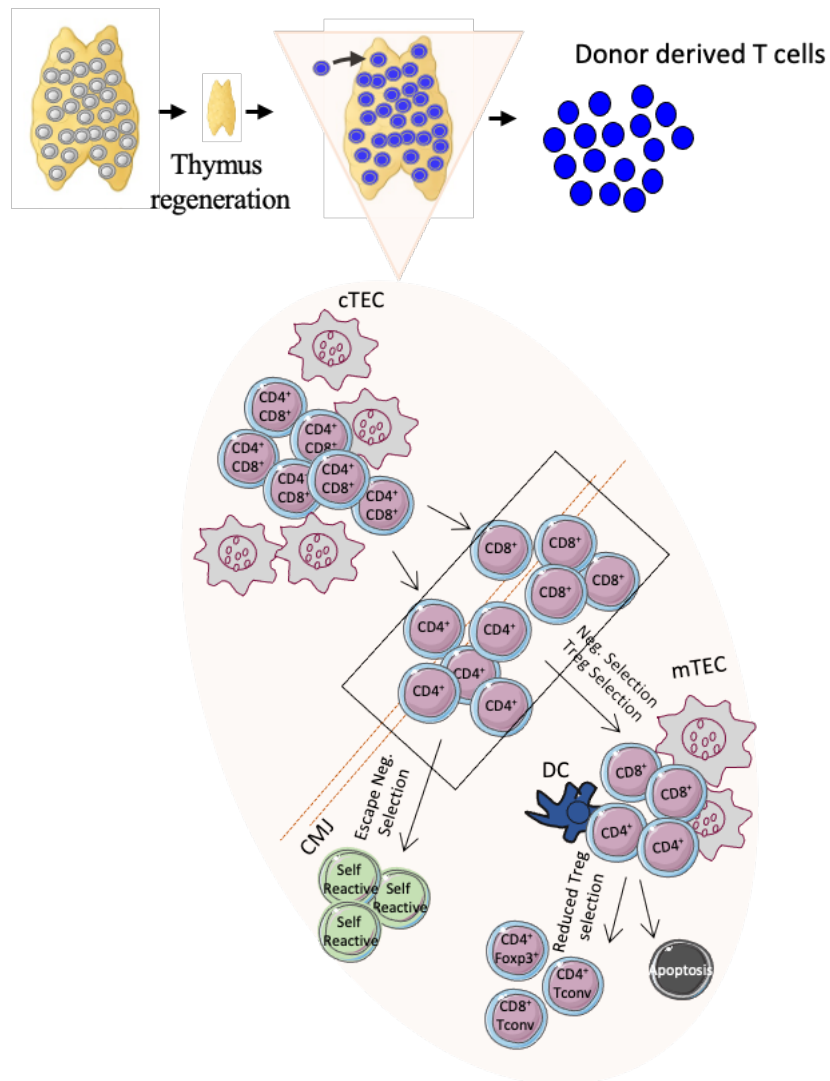 Donor derived T cells
Thymus
regeneration
cTEC
CD4⁺
CD8⁺
CD4⁺
CD8⁺
CD4⁺
CD8⁺
CD4⁺
CD8⁺
CD4
CD8⁺
CD4⁺
CD8⁺
CD8⁺
CD8⁺
CD8⁺
CD8⁺
CD4⁺
CD4⁺
CD4⁺
CD4⁺
CD4⁺
Neg. Selection
Treg Selection
mTEC
DC
CD8⁺
CD8⁺
CD4⁺
CD4⁺
CMJ
Escape Neg.
Selection
Self
Reactive
Self
Reactive
Self
Reactive
Reduced Treg
selection
CD4⁺
Foxp3⁺
CD4⁺
Tconv
CD8⁺
Tconv
Apoptosis